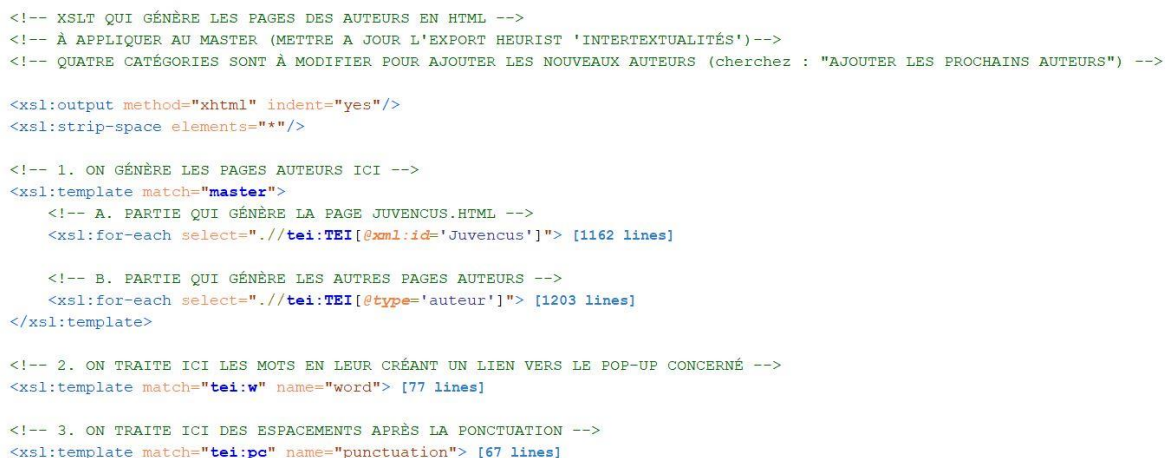 <!-- XSLT QUI GÉNÈRE LES PAGES DES AUTEURS EN HTML -->
<!-- À APPLIQUER AU MASTER (METTRE A JOUR L'EXPORT HEURIST 'INTERTEXTUALITÉS')-->
<!-- QUATRE CATÉGORIES SONT À MODIFIER POUR AJOUTER LES NOUVEAUX AUTEURS (cherchez : "AJOUTER LES PROCHAINS AUTEURS") -->
<xsl:output method="xhtml" indent="yes"/>
<xsl:strip-space elements="*"/>
<!-- 1. ON GÉNÈRE LES PAGES AUTEURS ICI -->
<xsl:template match="master">
<!-- A. PARTIE QUI GÉNÈRE LA PAGE JUVENCUS.HTML -->
<xsl:for-each select=".//tei:TEI[@xml:id='Juvencus']"> [1162 lines]
<!-- B. PARTIE QUI GÉNÈRE LES AUTRES PAGES AUTEURS -->
<xsl:for-each select=".//tei:TEI[@type='auteur']"> [1203 lines]
</xsl:template>
<!-- 2. ON TRAITE ICI LES MOTS EN LEUR CRÉANT UN LIEN VERS LE POP-UP CONCERNÉ -->
<xsl:template match="tei:w" name="word"> [77 lines]
<!-- 3. ON TRAITE ICI DES ESPACEMENTS APRÈS LA PONCTUATION -->
<xsl:template match="tei:pc" name="punctuation"> [67 lines]